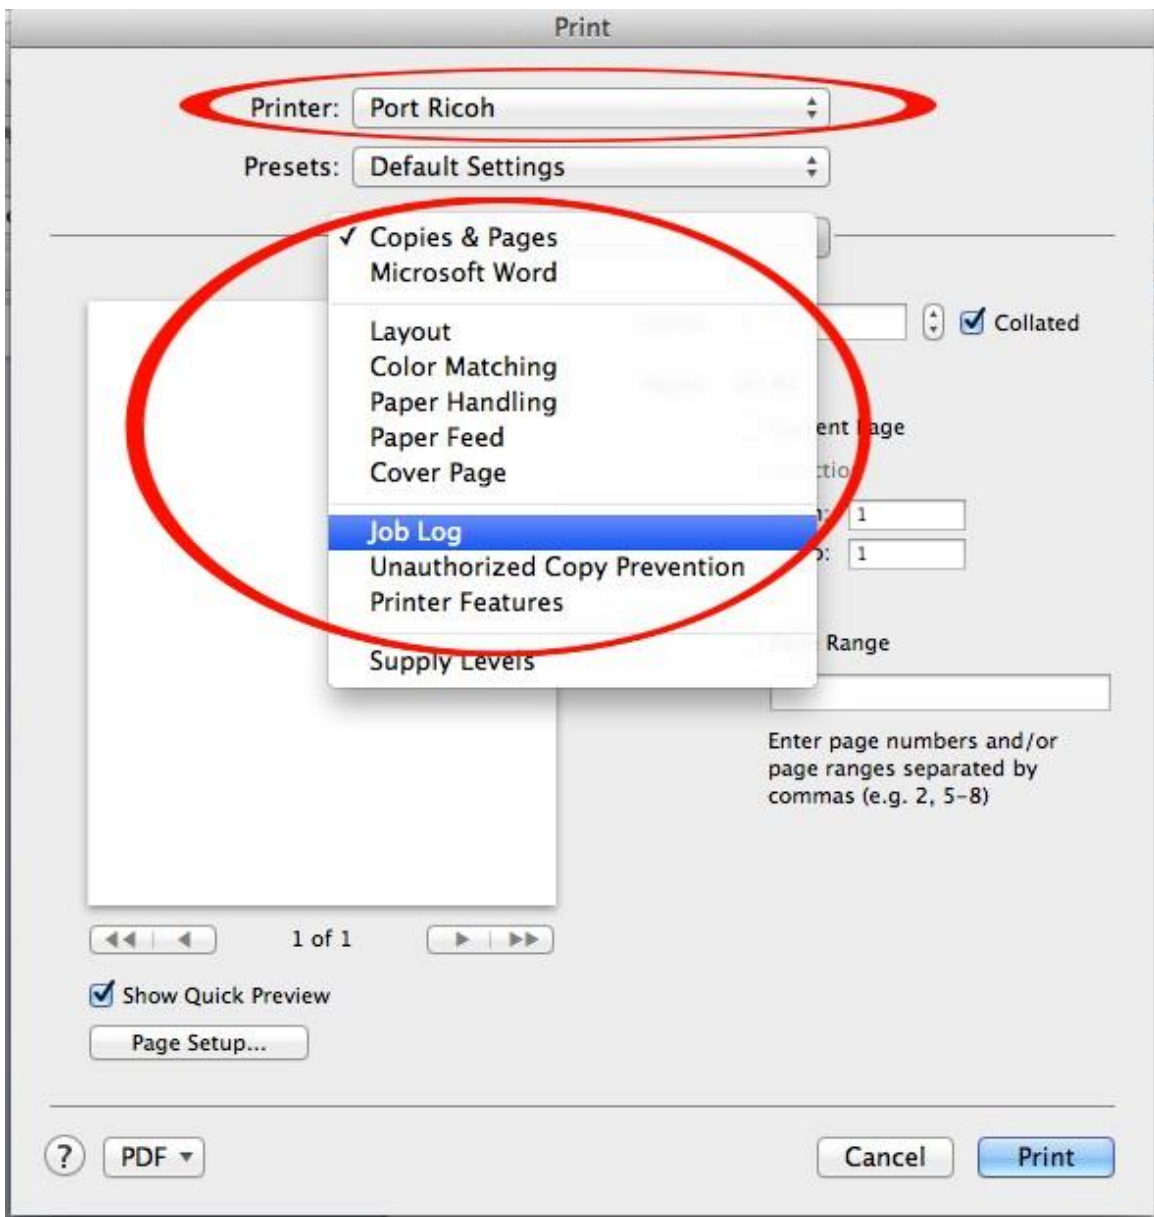 Print
Printer: Port Ricoh
Presets: Default Settings
✓ Copies & Pages
Microsoft Word
Layout
Color Matching
Paper Handling
Paper Feed
Cover Page
Job Log
Unauthorized Copy Prevention
Printer Features
Supply Levels
Collated
Page
1
1
Range
Enter page numbers and/or
page ranges separated by
commas (e.g. 2, 5-8)
1 of 1
Show Quick Preview
Page Setup...
? PDF Cancel Print